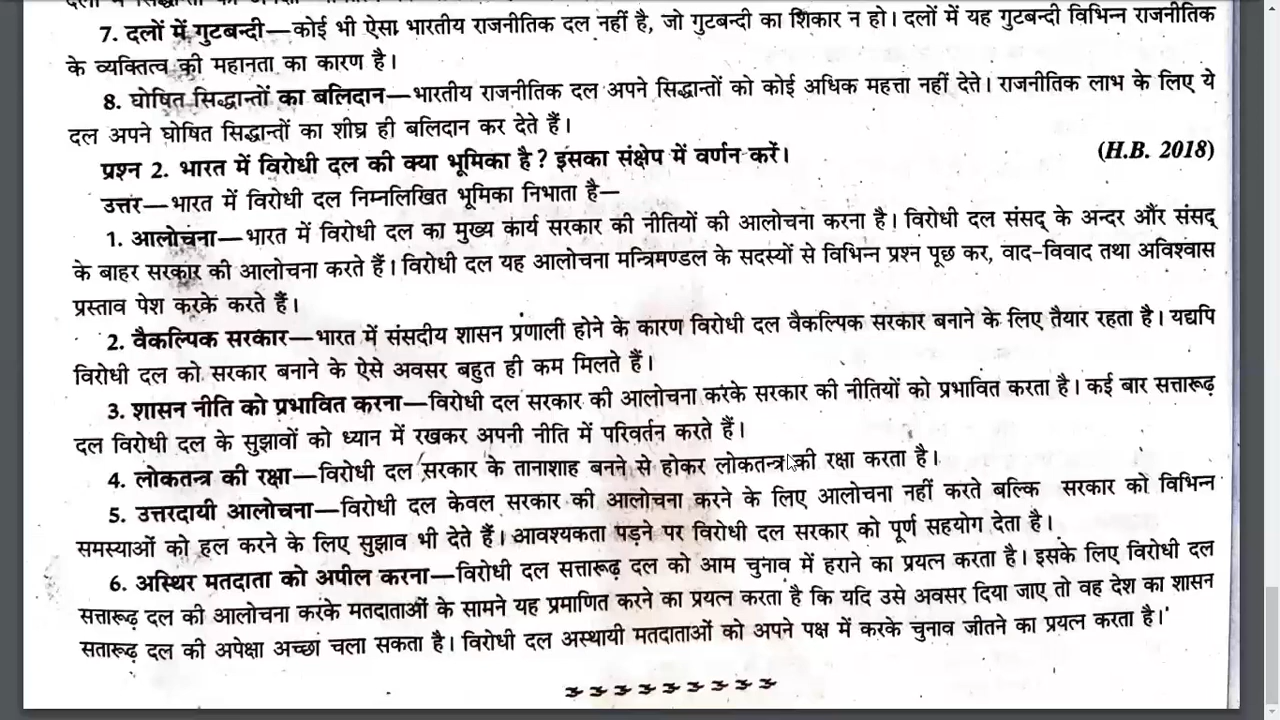 7. दलों में गुटबन्दी—कोई भी ऐसा भारतीय राजनीतिक दल नहीं है, जो गुटबन्दी का शिकार न हो। दलों में यह गुटबन्दी विभिन्न राजनीतिक
के व्यक्तित्व की महानता का कारण है।
8. घोषित सिद्धान्तों का बलिदान—भारतीय राजनीतिक दल अपने सिद्धान्तों को कोई अधिक महत्ता नहीं देते। राजनीतिक लाभ के लिए ये
दल अपने घोषित सिद्धान्तों का शीघ्र ही बलिदान कर देते हैं।
प्रश्न 2. भारत में विरोधी दल की क्या भूमिका है? इसका संक्षेप में वर्णन करें। (H.B. 2018)
उत्तर—भारत में विरोधी दल निम्नलिखित भूमिका निभाता है—
1. आलोचना—भारत में विरोधी दल का मुख्य कार्य सरकार की नीतियों की आलोचना करना है। विरोधी दल संसद् के अन्दर और संसद्
के बाहर सरकार की आलोचना करते हैं। विरोधी दल यह आलोचना मन्त्रिमण्डल के सदस्यों से विभिन्न प्रश्न पूछ कर, वाद-विवाद तथा अविश्वास
प्रस्ताव पेश करके करते हैं।
2. वैकल्पिक सरकार—भारत में संसदीय शासन प्रणाली होने के कारण विरोधी दल वैकल्पिक सरकार बनाने के लिए तैयार रहता है। यद्यपि
विरोधी दल को सरकार बनाने के ऐसे अवसर बहुत ही कम मिलते हैं।
3. शासन नीति को प्रभावित करना—विरोधी दल सरकार की आलोचना करके सरकार की नीतियों को प्रभावित करता है। कई बार सत्तारूढ़
दल विरोधी दल के सुझावों को ध्यान में रखकर अपनी नीति में परिवर्तन करते हैं।
4. लोकतन्त्र की रक्षा—विरोधी दल सरकार के तानाशाह बनने से होकर लोकतन्त्र की रक्षा करता है।
5. उत्तरदायी आलोचना—विरोधी दल केवल सरकार की आलोचना करने के लिए आलोचना नहीं करते बल्कि सरकार को विभिन्न
समस्याओं को हल करने के लिए सुझाव भी देते हैं। आवश्यकता पड़ने पर विरोधी दल सरकार को पूर्ण सहयोग देता है।
6. अस्थिर मतदाता को अपील करना—विरोधी दल सत्तारूढ़ दल को आम चुनाव में हराने का प्रयत्न करता है। इसके लिए विरोधी दल
सत्तारूढ़ दल की आलोचना करके मतदाताओं के सामने यह प्रमाणित करने का प्रयत्न करता है कि यदि उसे अवसर दिया जाए तो वह देश का शासन
सतारूढ़ दल की अपेक्षा अच्छा चला सकता है। विरोधी दल अस्थायी मतदाताओं को अपने पक्ष में करके चुनाव जीतने का प्रयत्न करता है।